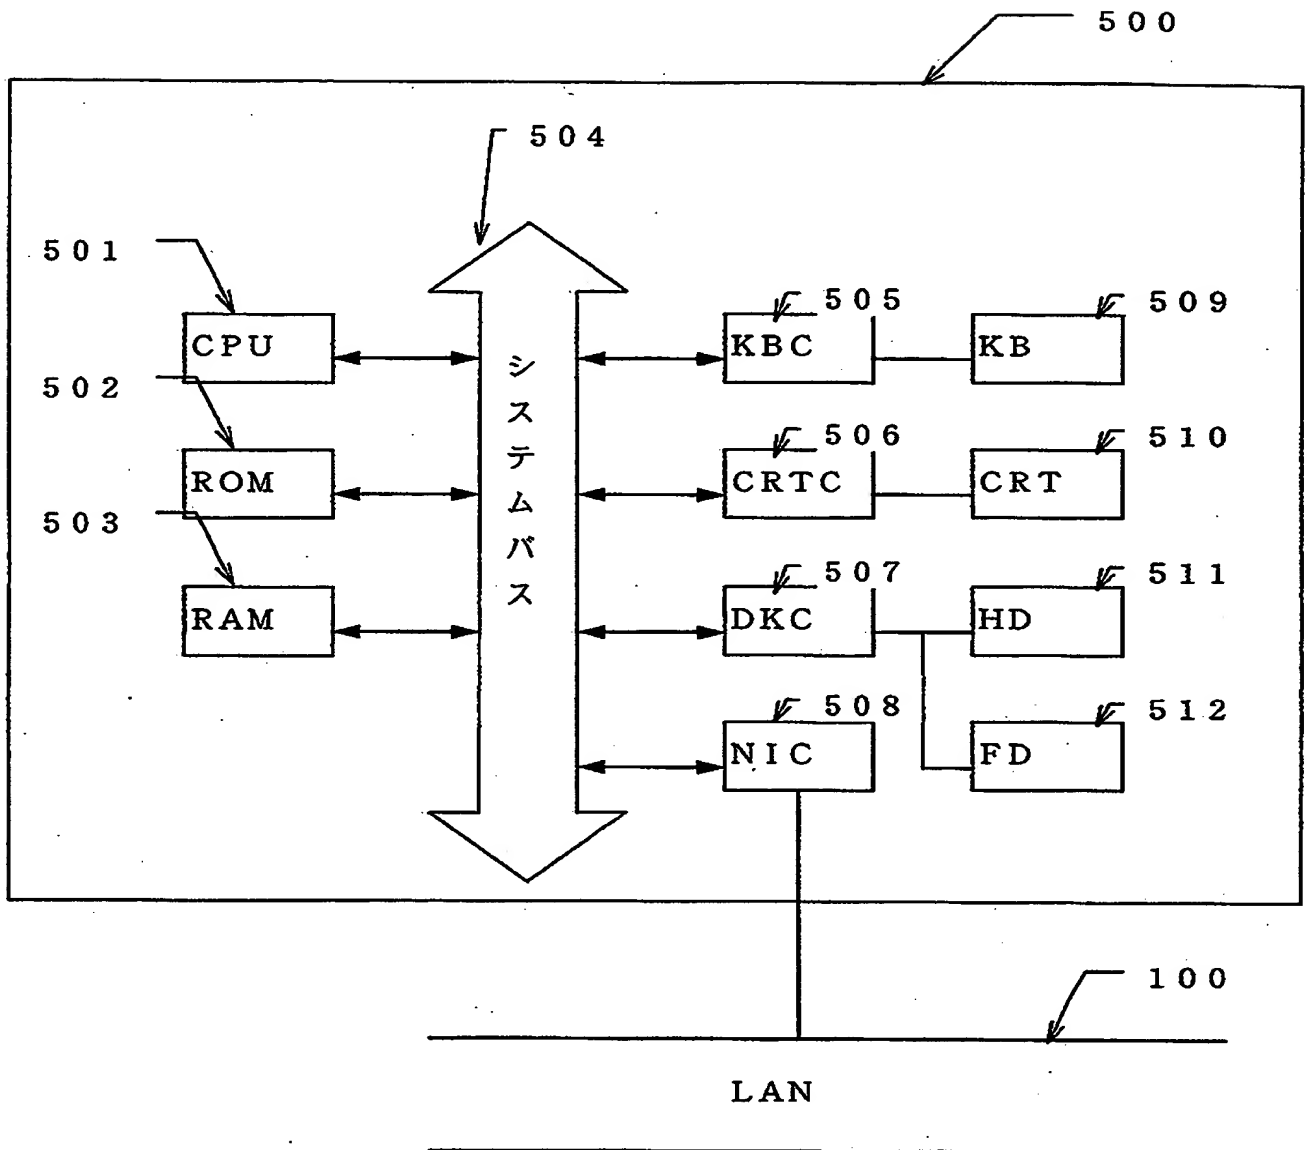 500
504
501
CPU
502
ROM
503
RAM
システムバス
505
KBC
509
KB
506
CRTC
510
CRT
507
DKC
511
HD
508
NIC
512
FD
100
LAN